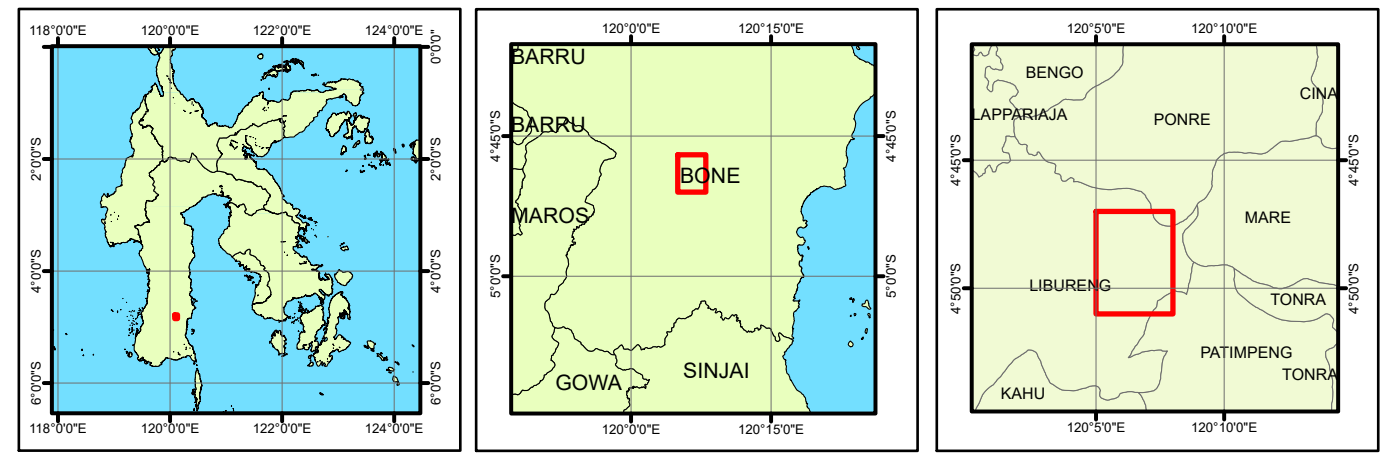 118°0'0"E 120°0'0"E 122°0'0"E 124°0'0"E
0°0'0"
2°0'0"S 2°0'0"S
4°0'0"S 4°0'0"S
6°0'0"S 6°0'0"S
118°0'0"E 120°0'0"E 122°0'0"E 124°0'0"E
120°0'0"E 120°15'0"E
BARRU
BARRU
4°45'0"S 4°45'0"S
BONE
MAROS
5°0'0"S 5°0'0"S
SINJAI
GOWA
120°0'0"E 120°15'0"E
120°5'0"E 120°10'0"E
BENGO
CINA
LAPPARIAJA
PONRE
4°45'0"S 4°45'0"S
MARE
LIBURENG
4°50'0"S 4°50'0"S
TONRA
PATIMPENG
TONRA
KAHU
120°5'0"E 120°10'0"E